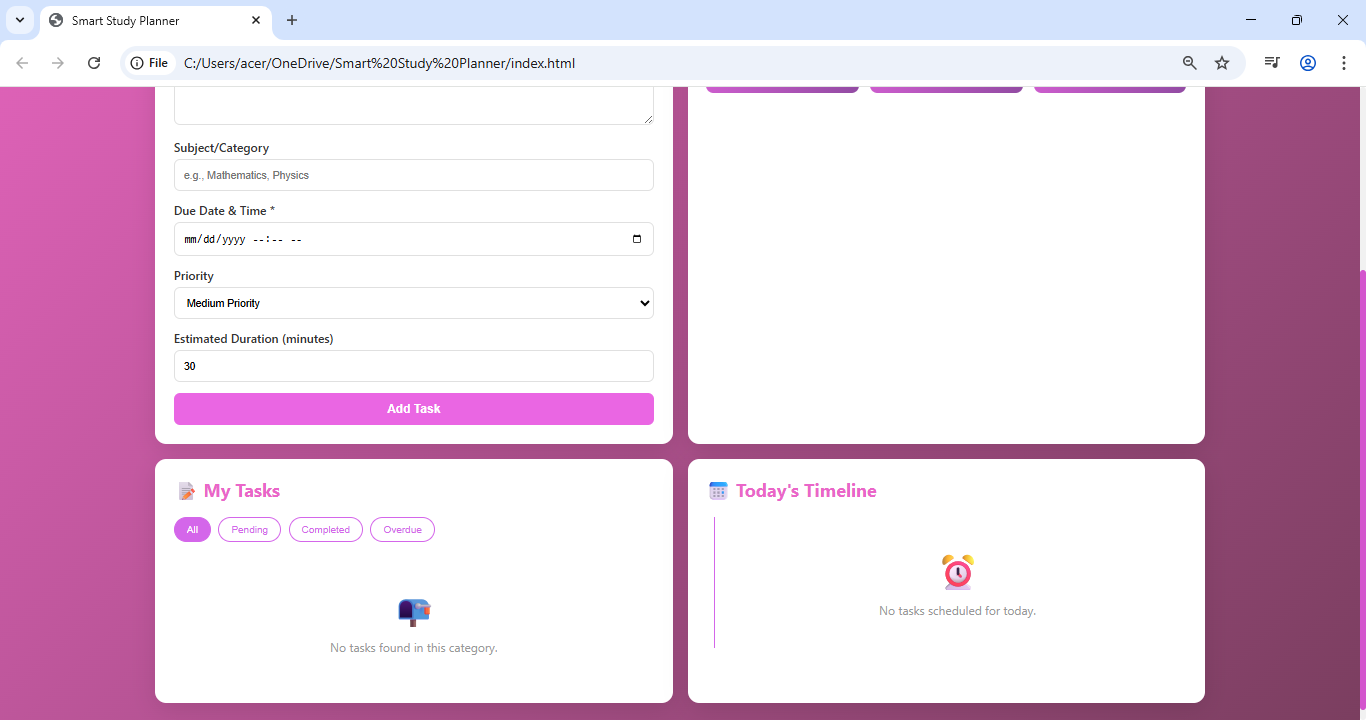 Smart Study Planner
File
C:/Users/acer/OneDrive/Smart%20Study%20Planner/index.html
Subject/Category
e.g., Mathematics, Physics
Due Date & Time *
mm/dd/yyyy --:-- --
Priority
Medium Priority
Estimated Duration (minutes)
30
Add Task
My Tasks
All Pending Completed Overdue
No tasks found in this category.
Today's Timeline
No tasks scheduled for today.